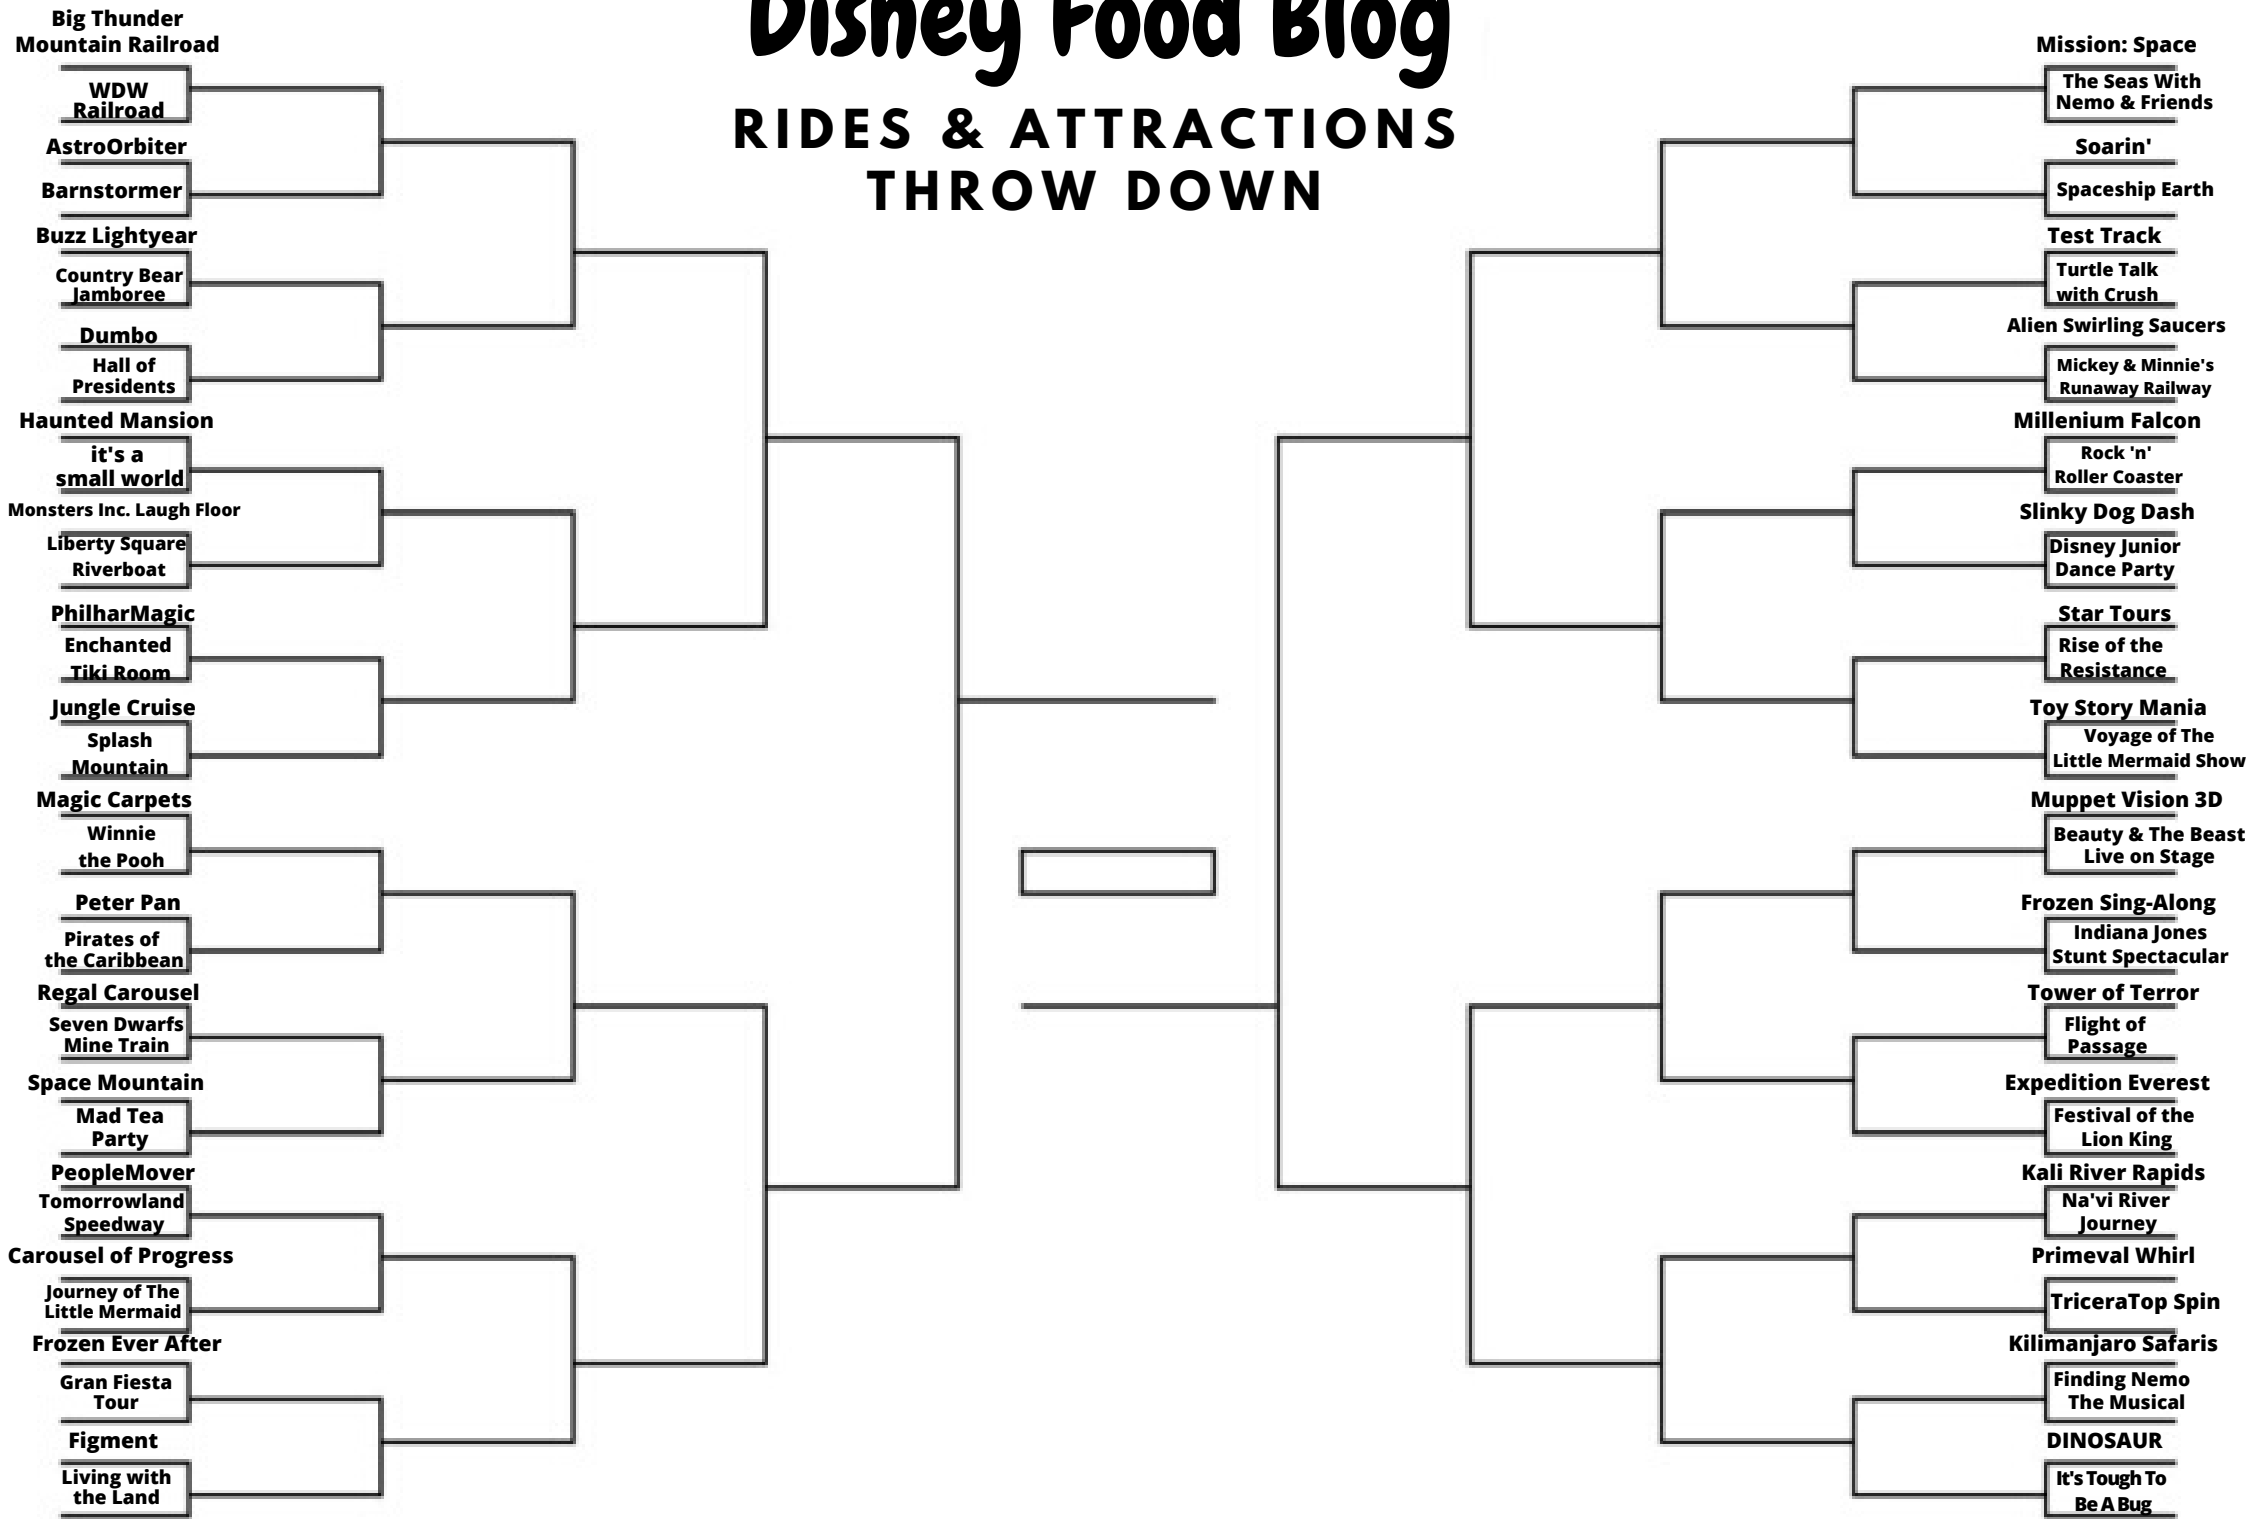 Disney Food Blog
RIDES & ATTRACTIONS
THROW DOWN
Big Thunder
Mountain Railroad
WDW
Railroad
AstroOrbiter
Barnstormer
Buzz Lightyear
Country Bear
Jamboree
Dumbo
Hall of
Presidents
Haunted Mansion
it's a
small world
Monsters Inc. Laugh Floor
Liberty Square
Riverboat
PhilharMagic
Enchanted
Tiki Room
Jungle Cruise
Splash
Mountain
Magic Carpets
Winnie
the Pooh
Peter Pan
Pirates of
the Caribbean
Regal Carousel
Seven Dwarfs
Mine Train
Space Mountain
Mad Tea
Party
PeopleMover
Tomorrowland
Speedway
Carousel of Progress
Journey of The
Little Mermaid
Frozen Ever After
Gran Fiesta
Tour
Figment
Living with
the Land
Mission: Space
The Seas With
Nemo & Friends
Soarin'
Spaceship Earth
Test Track
Turtle Talk
with Crush
Alien Swirling Saucers
Mickey & Minnie's
Runaway Railway
Millenium Falcon
Rock 'n'
Roller Coaster
Slinky Dog Dash
Disney Junior
Dance Party
Star Tours
Rise of the
Resistance
Toy Story Mania
Voyage of The
Little Mermaid Show
Muppet Vision 3D
Beauty & The Beast
Live on Stage
Frozen Sing-Along
Indiana Jones
Stunt Spectacular
Tower of Terror
Flight of
Passage
Expedition Everest
Festival of the
Lion King
Kali River Rapids
Na'vi River
Journey
Primeval Whirl
TriceraTop Spin
Kilimanjaro Safaris
Finding Nemo
The Musical
DINOSAUR
It's Tough To
Be A Bug